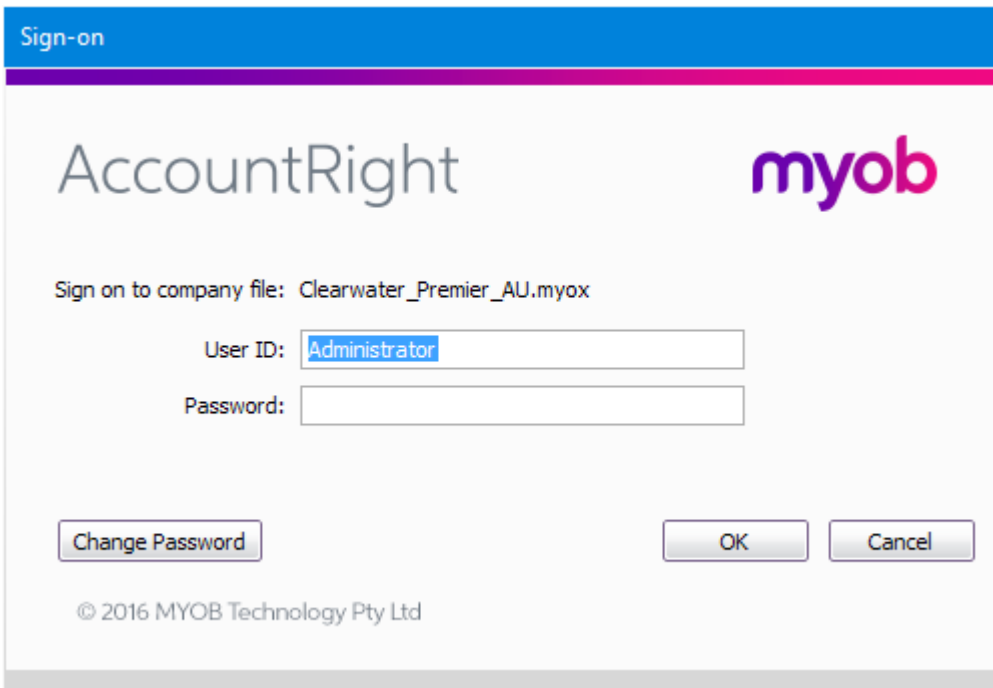 Sign-on
AccountRight
myob
Sign on to company file: Clearwater_Premier_AU.myox
User ID: Administrator
Password:
Change Password
OK
Cancel
© 2016 MYOB Technology Pty Ltd